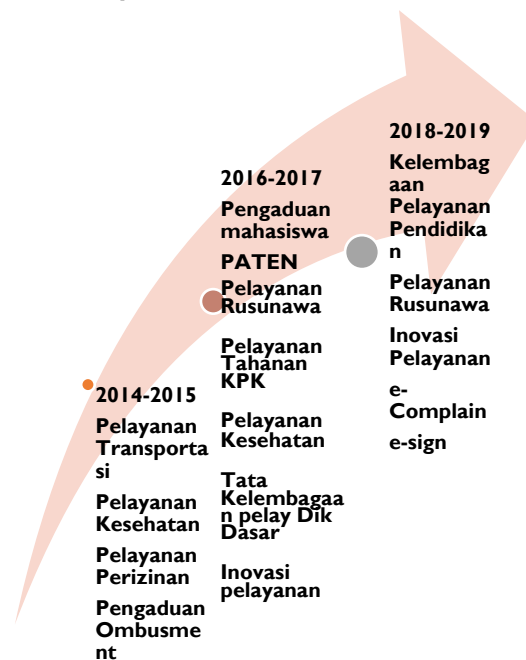 2014-2015
Pelayanan
Transporta
si
Pelayanan
Kesehatan
Pelayanan
Perizinan
Pengaduan
Ombusme
nt
2016-2017
Pengaduan
mahasiswa
PATEN
Pelayanan
Rusunawa
Pelayanan
Tahanan
KPK
Pelayanan
Kesehatan
Tata
Kelembagaa
n pelay Dik
Dasar
Inovasi
pelayanan
2018-2019
Kelembag
aan
Pelayanan
Pendidika
n
Pelayanan
Rusunawa
Inovasi
Pelayanan
e-
Complain
e-sign